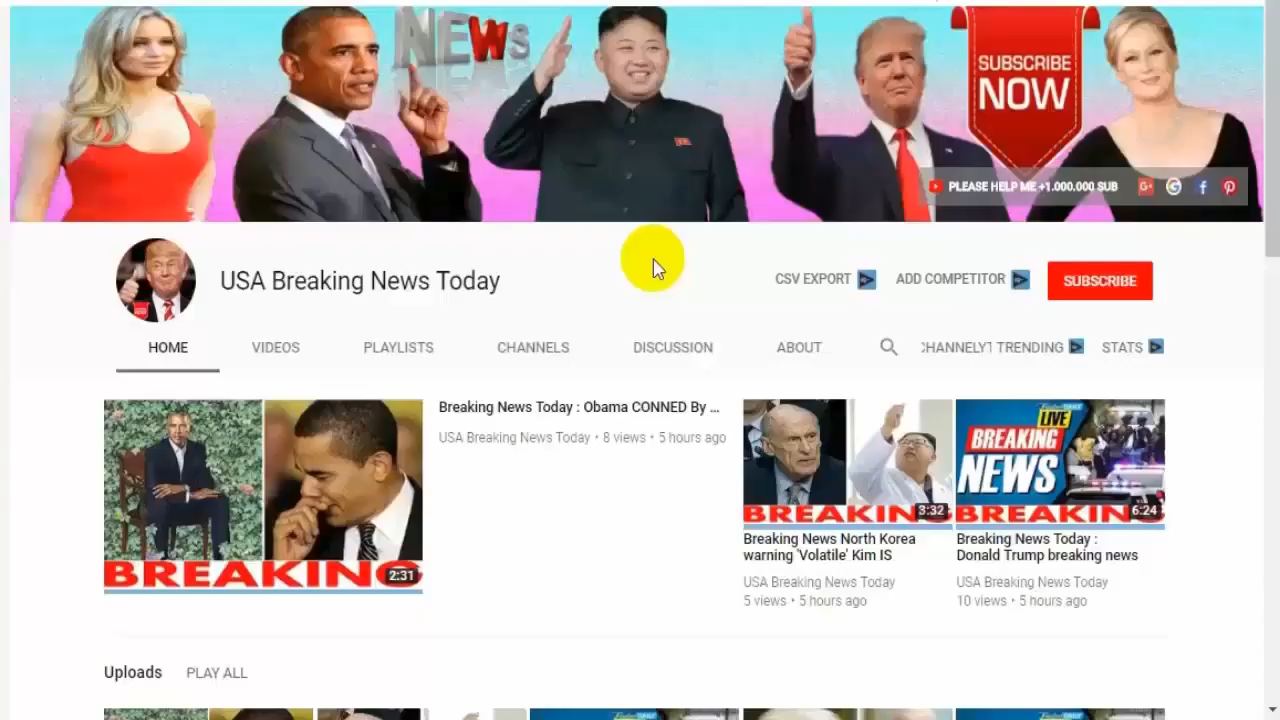 NEWS
SUBSCRIBE
NOW
PLEASE HELP ME +1.000.000 SUB
USA Breaking News Today
CSV EXPORT
ADD COMPETITOR
SUBSCRIBE
HOME
VIDEOS
PLAYLISTS
CHANNELS
DISCUSSION
ABOUT
TRENDING
STATS
Breaking News Today : Obama CONNED By ...
USA Breaking News Today • 8 views • 5 hours ago
BREAKING
2:31
BREAKIN
3:32
Breaking News North Korea
warning 'Volatile' Kim IS
USA Breaking News Today
5 views • 5 hours ago
LIVE
BREAKING
NEWS
BREAKIN
6:24
Breaking News Today :
Donald Trump breaking news
USA Breaking News Today
10 views • 5 hours ago
Uploads
PLAY ALL